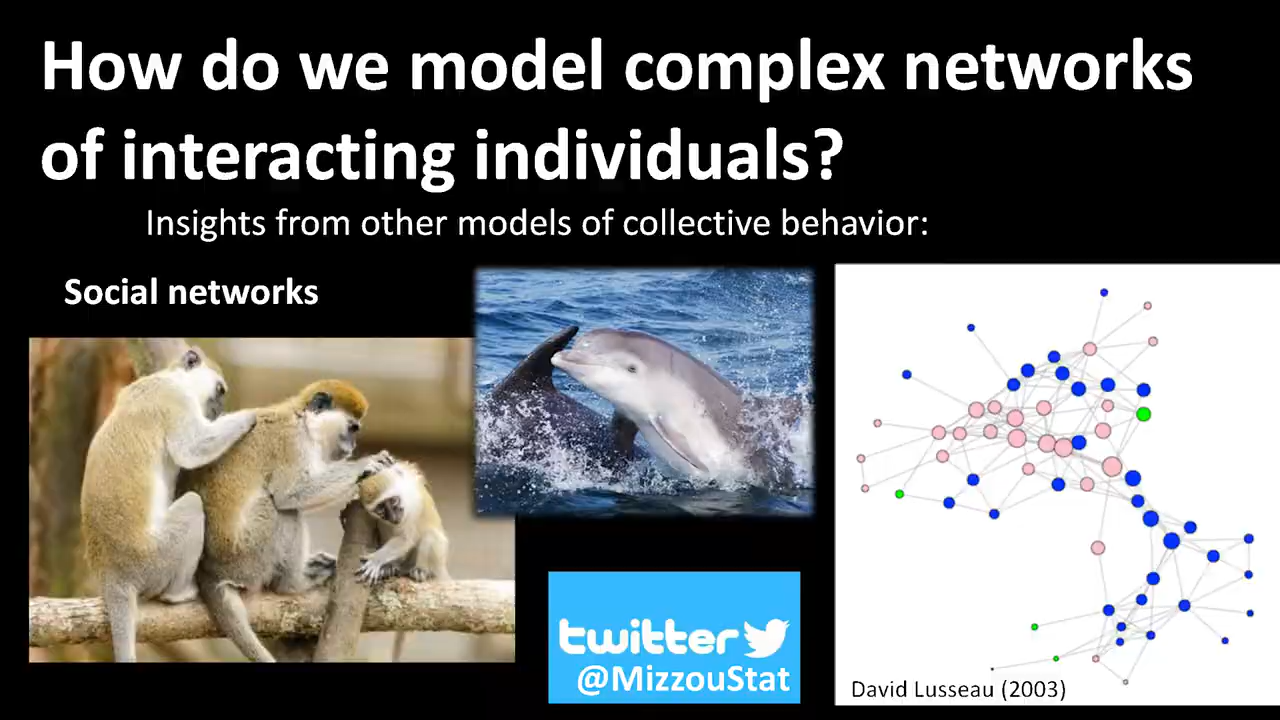 How do we model complex networks
of interacting individuals?
Insights from other models of collective behavior:
Social networks
twitter
@MizzouStat
David Lusseau (2003)